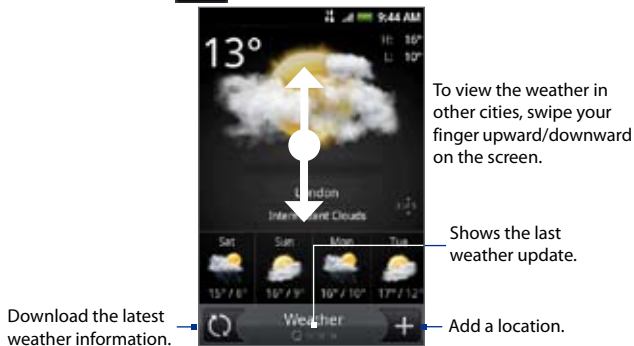 9:44 AM
13°
H: 16°
L: 10°
To view the weather in
other cities, swipe your
finger upward/downward
on the screen.
London
Intermittent Clouds
Shows the last
weather update.
Sat Sun Mon Tue
15° / 6° 16° / 9° 16° / 10° 17° / 12°
Download the latest
weather information.
Weather
Add a location.